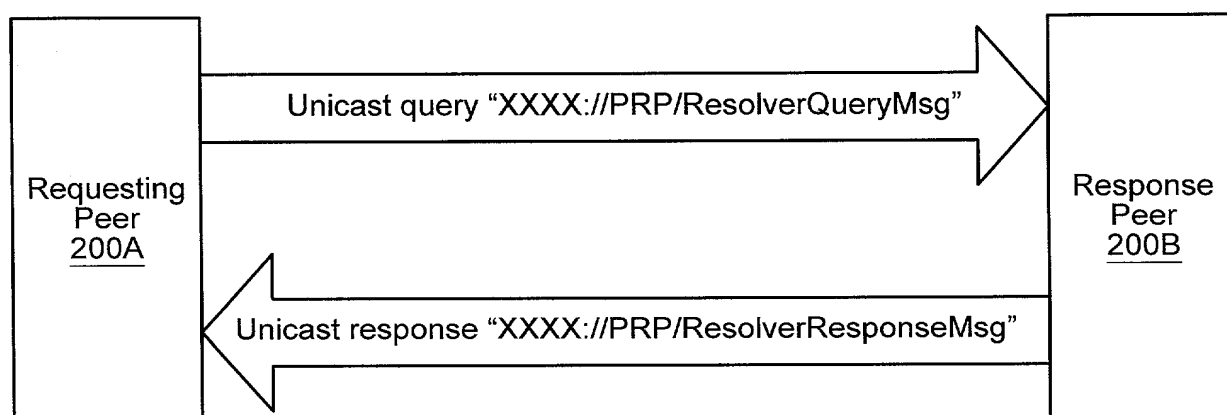 Unicast query “XXXX://PRP/ResolverQueryMsg”
Requesting
Peer
200A
Response
Peer
200B
Unicast response “XXXX://PRP/ResolverResponseMsg”